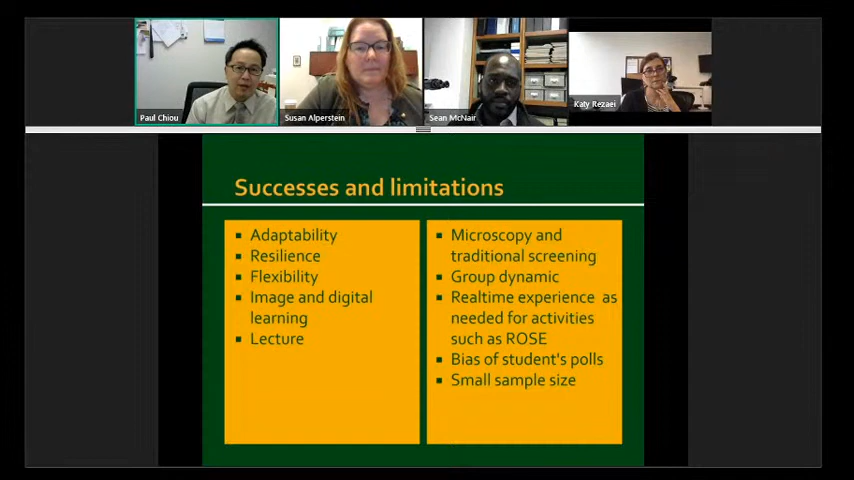 Paul Chiou
Susan Alperstein
Sean McNair
Katy Rezaei
Successes and limitations
▪ Adaptability
▪ Resilience
▪ Flexibility
▪ Image and digital
learning
▪ Lecture
▪ Microscopy and
traditional screening
▪ Group dynamic
▪ Realtime experience as
needed for activities
such as ROSE
▪ Bias of student's polls
▪ Small sample size